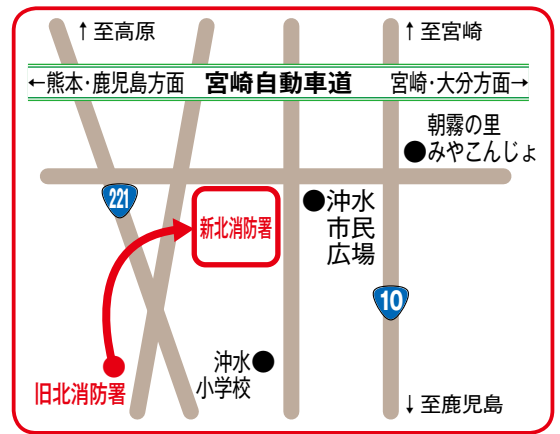 ↑至高原
↑至宮崎
←熊本・鹿児島方面
宮崎自動車道
宮崎・大分方面→
朝霧の里
●みやこんじょ
221
新北消防署
●沖水
市民
広場
10
沖水●
小学校
旧北消防署
↓至鹿児島